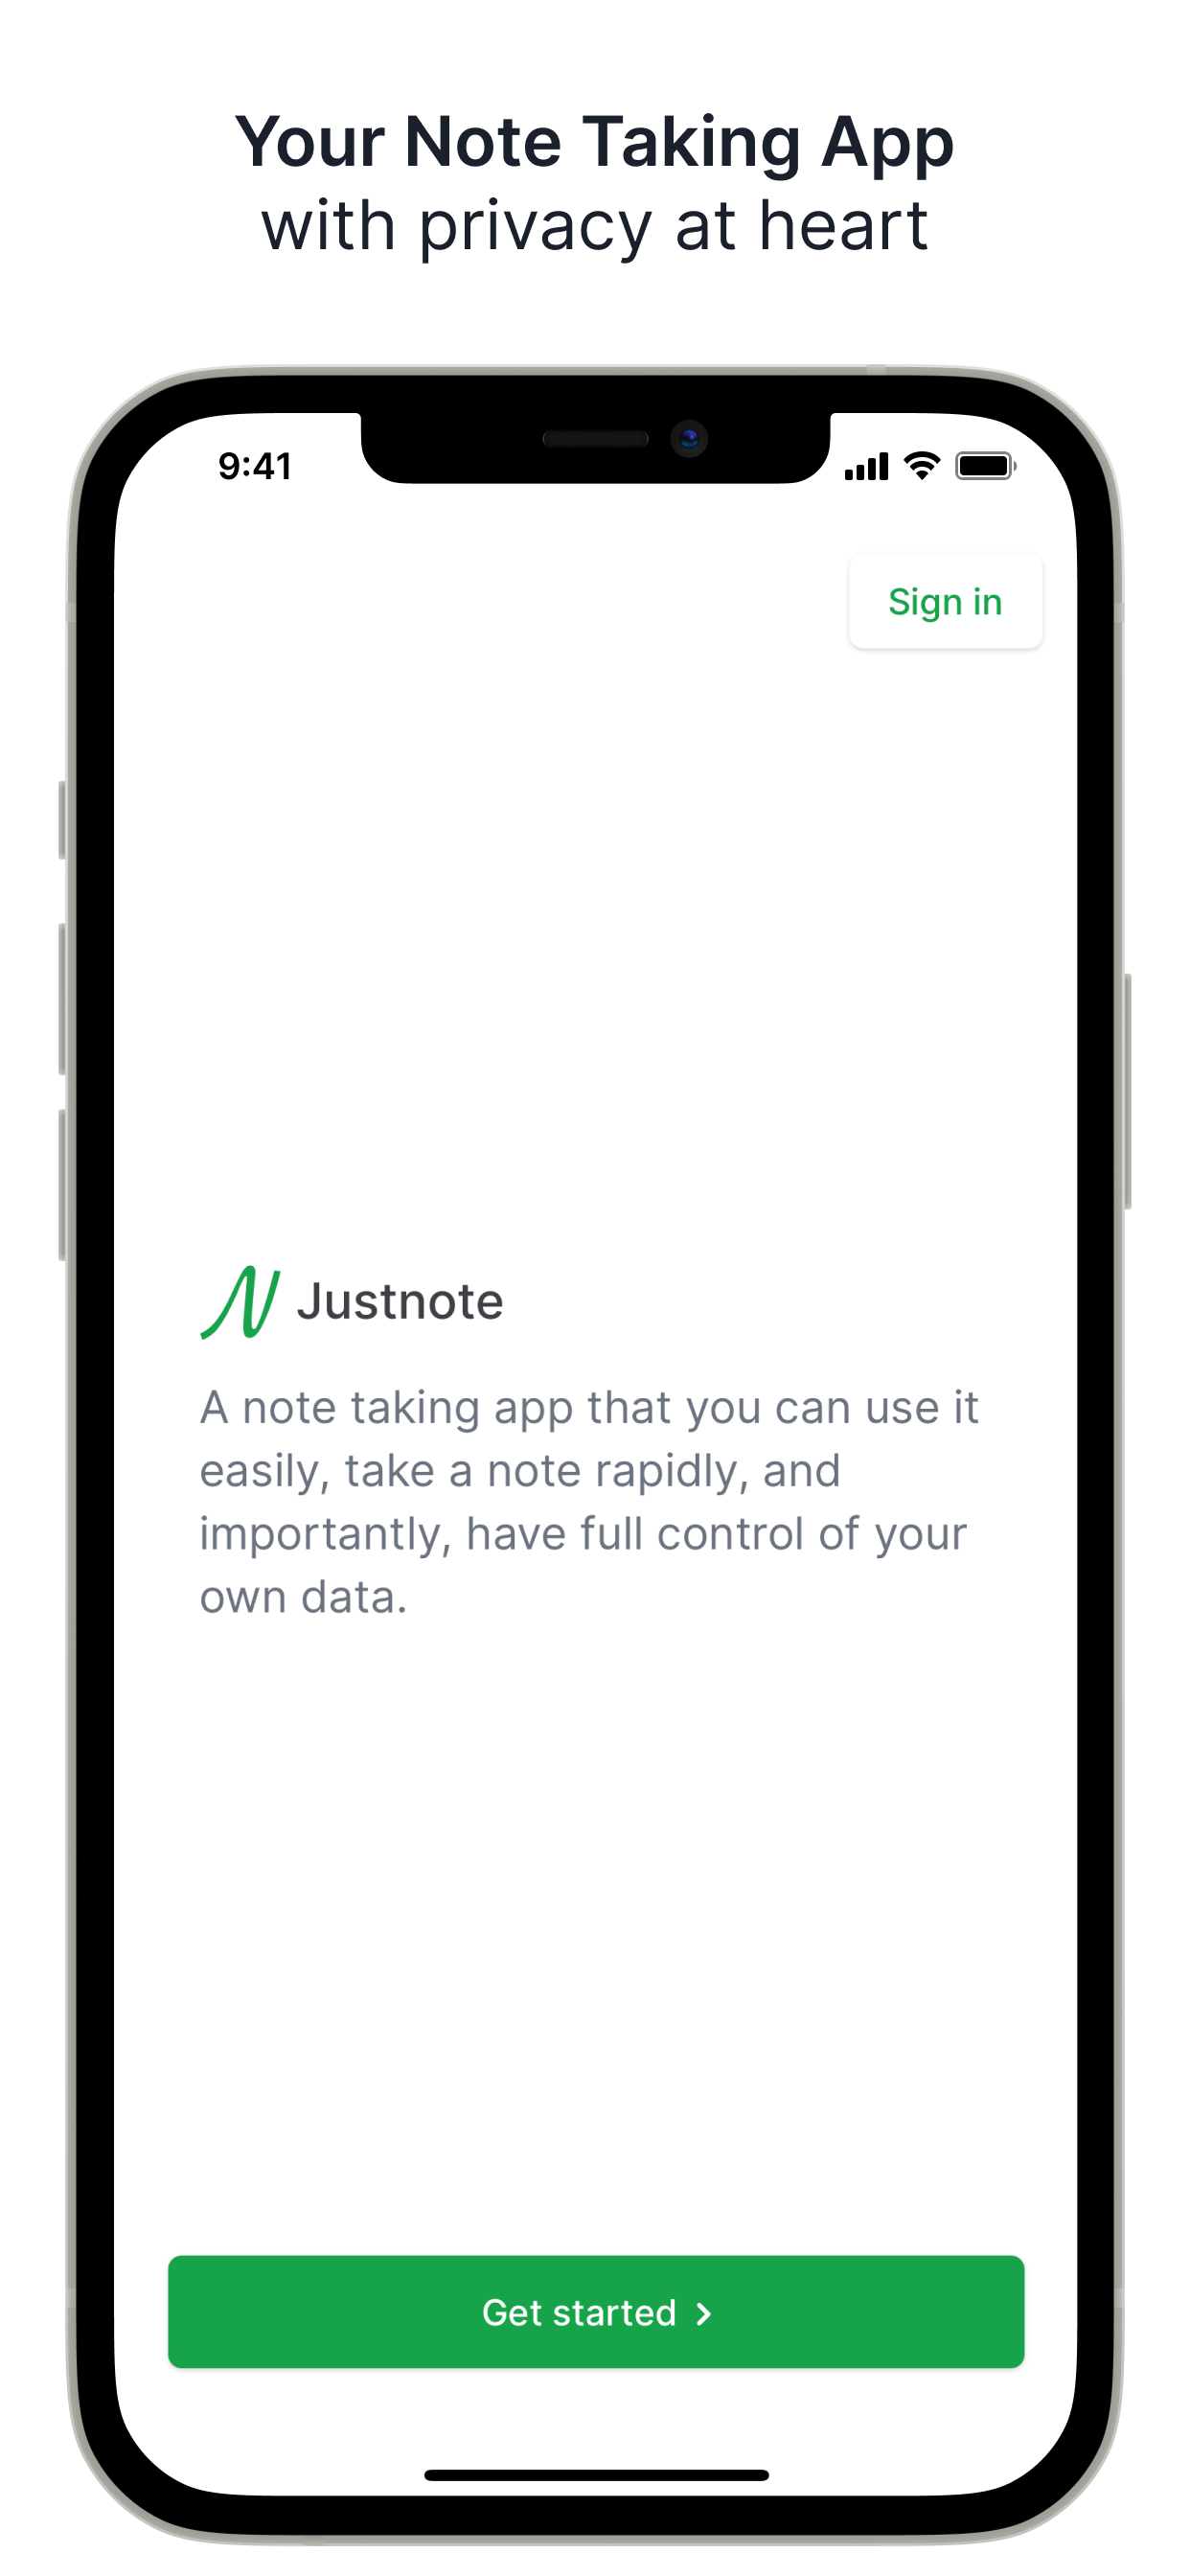 Your Note Taking App
with privacy at heart
9:41
Sign in
Justnote
A note taking app that you can use it
easily, take a note rapidly, and
importantly, have full control of your
own data.
Get started